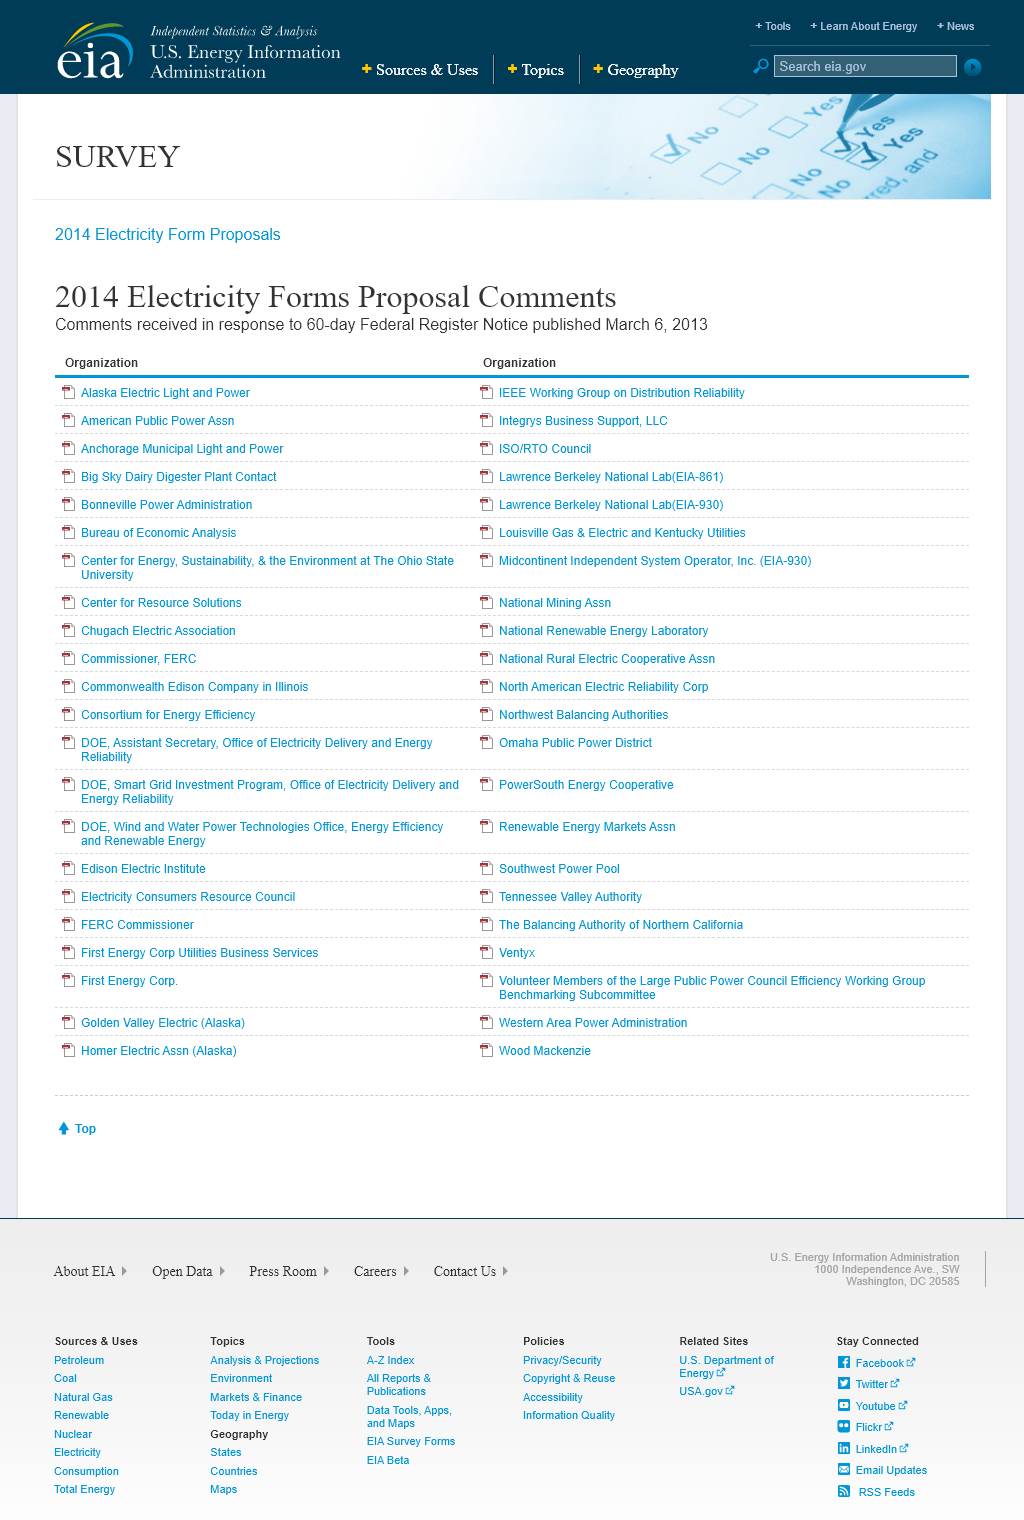 + Tools + Learn About Energy + News
eia
Independent Statistics & Analysis
U.S. Energy Information
Administration
+ Sources & Uses + Topics + Geography
Search eia.gov
No
Yes
Yes
No
No
No
rred, and
SURVEY
2014 Electricity Form Proposals
2014 Electricity Forms Proposal Comments
Comments received in response to 60-day Federal Register Notice published March 6, 2013
Organization Organization
Alaska Electric Light and Power IEEE Working Group on Distribution Reliability
American Public Power Assn Integrys Business Support, LLC
Anchorage Municipal Light and Power ISO/RTO Council
Big Sky Dairy Digester Plant Contact Lawrence Berkeley National Lab(EIA-861)
Bonneville Power Administration Lawrence Berkeley National Lab(EIA-930)
Bureau of Economic Analysis Louisville Gas & Electric and Kentucky Utilities
Center for Energy, Sustainability, & the Environment at The Ohio State Midcontinent Independent System Operator, Inc. (EIA-930)
University
Center for Resource Solutions National Mining Assn
Chugach Electric Association National Renewable Energy Laboratory
Commissioner, FERC National Rural Electric Cooperative Assn
Commonwealth Edison Company in Illinois North American Electric Reliability Corp
Consortium for Energy Efficiency Northwest Balancing Authorities
DOE, Assistant Secretary, Office of Electricity Delivery and Energy Omaha Public Power District
Reliability
DOE, Smart Grid Investment Program, Office of Electricity Delivery and PowerSouth Energy Cooperative
Energy Reliability
DOE, Wind and Water Power Technologies Office, Energy Efficiency Renewable Energy Markets Assn
and Renewable Energy
Edison Electric Institute Southwest Power Pool
Electricity Consumers Resource Council Tennessee Valley Authority
FERC Commissioner The Balancing Authority of Northern California
First Energy Corp Utilities Business Services Ventyx
First Energy Corp. Volunteer Members of the Large Public Power Council Efficiency Working Group
Benchmarking Subcommittee
Golden Valley Electric (Alaska) Western Area Power Administration
Homer Electric Assn (Alaska) Wood Mackenzie
Top
About EIA Open Data Press Room Careers Contact Us
U.S. Energy Information Administration
1000 Independence Ave., SW
Washington, DC 20585
Sources & Uses
Petroleum
Coal
Natural Gas
Renewable
Nuclear
Electricity
Consumption
Total Energy
Topics
Analysis & Projections
Environment
Markets & Finance
Today in Energy
Geography
States
Countries
Maps
Tools
A-Z Index
All Reports &
Publications
Data Tools, Apps,
and Maps
EIA Survey Forms
EIA Beta
Policies
Privacy/Security
Copyright & Reuse
Accessibility
Information Quality
Related Sites
U.S. Department of
Energy
USA.gov
Stay Connected
Facebook
Twitter
Youtube
Flickr
LinkedIn
Email Updates
RSS Feeds